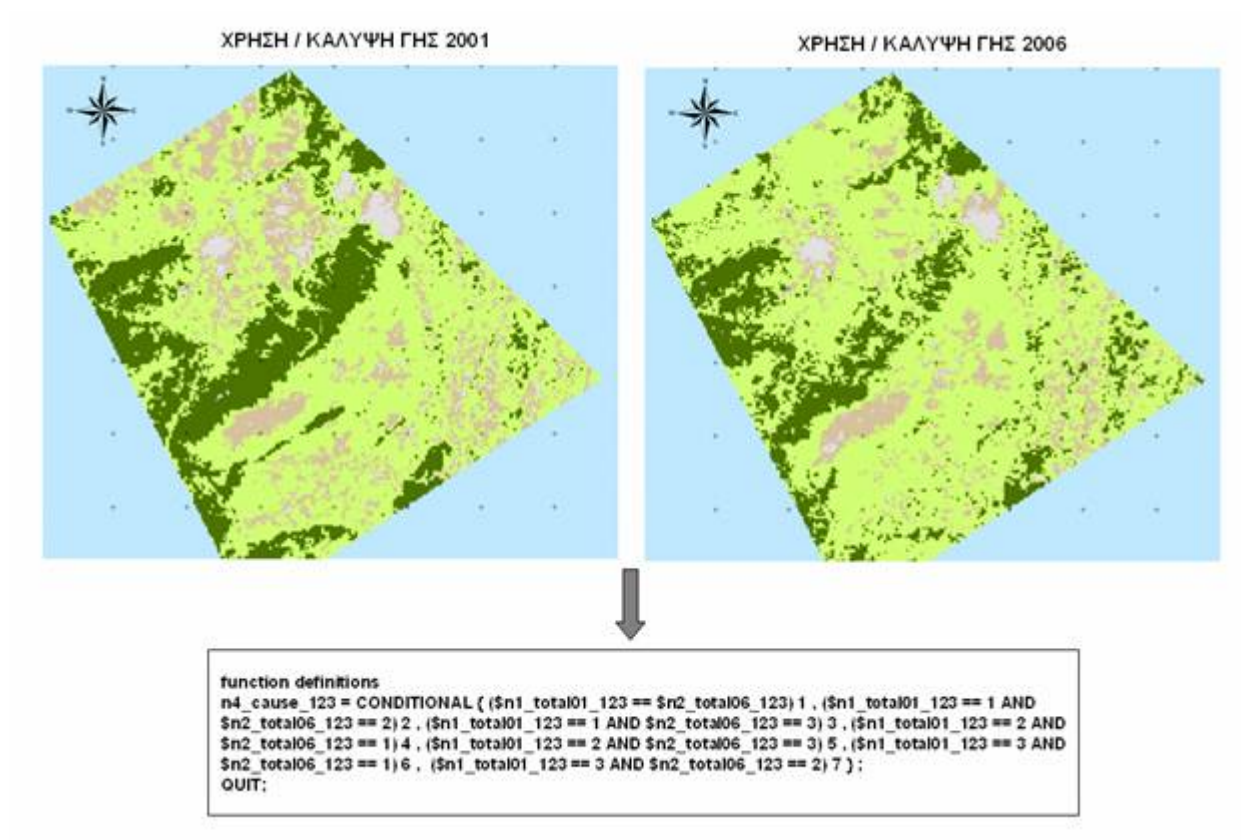 ΧΡΗΣΗ / ΚΑΛΥΨΗ ΓΗΣ 2001
ΧΡΗΣΗ / ΚΑΛΥΨΗ ΓΗΣ 2006
function definitions
n4_cause_123 = CONDITIONAL { ($n1_total01_123 == $n2_total06_123) 1 , ($n1_total01_123 == 1 AND
$n2_total06_123 == 2) 2 , ($n1_total01_123 == 1 AND $n2_total06_123 == 3) 3 , ($n1_total01_123 == 2 AND
$n2_total06_123 == 1) 4 , ($n1_total01_123 == 2 AND $n2_total06_123 == 3) 5 , ($n1_total01_123 == 3 AND
$n2_total06_123 == 1) 6 , ($n1_total01_123 == 3 AND $n2_total06_123 == 2) 7 } ;
QUIT;